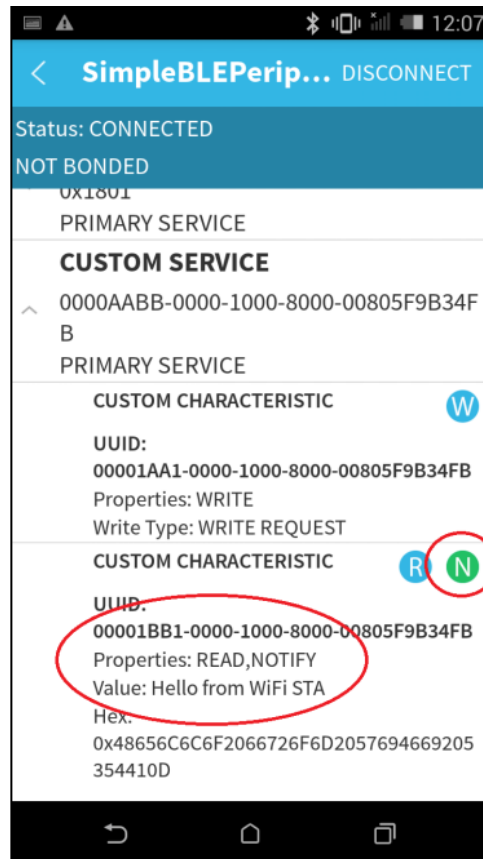 12:07
SimpleBLEPerip... DISCONNECT
Status: CONNECTED
NOT BONDED
0x1801
PRIMARY SERVICE
CUSTOM SERVICE
0000AABB-0000-1000-8000-00805F9B34F
B
PRIMARY SERVICE
CUSTOM CHARACTERISTIC W
UUID:
00001AA1-0000-1000-8000-00805F9B34FB
Properties: WRITE
Write Type: WRITE REQUEST
CUSTOM CHARACTERISTIC R N
UUID:
00001BB1-0000-1000-8000-00805F9B34FB
Properties: READ,NOTIFY
Value: Hello from WiFi STA
Hex:
0x48656C6C6F2066726F6D2057694669205
354410D